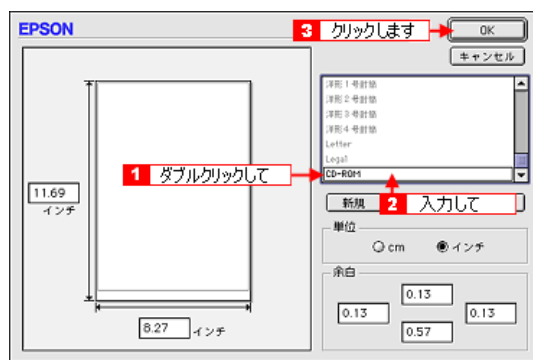 EPSON
3 クリックします
OK
キャンセル
洋形1号封筒
洋形2号封筒
洋形3号封筒
洋形4号封筒
Letter
Legal
1 ダブルクリックして
CD-ROM
新規
2 入力して
単位
cm
インチ
11.69
インチ
余白
0.13
0.13
0.13
0.57
8.27 インチ